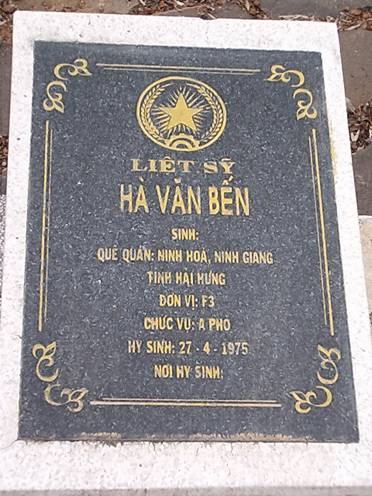 LIỆT SỸ
HÀ VĂN BẾN
SINH:
QUÊ QUÁN: NINH HOÀ, NINH GIANG
TỈNH HẢI HƯNG
ĐƠN VỊ: F3
CHỨC VỤ: A PHÓ
HY SINH: 27 - 4 - 1975
NƠI HY SINH: